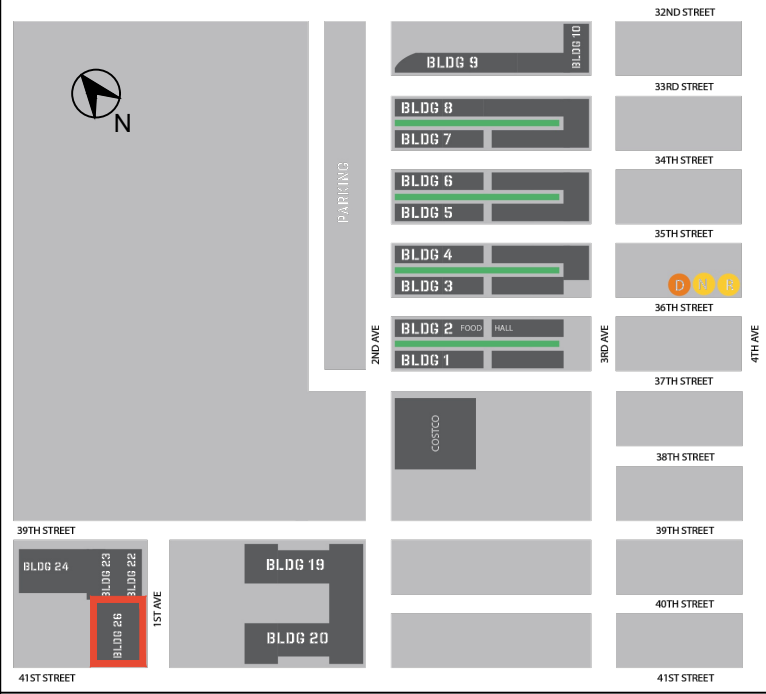 32ND STREET
BLDG 10
BLDG 9
33RD STREET
BLDG 8
BLDG 7
34TH STREET
BLDG 6
BLDG 5
35TH STREET
BLDG 4
BLDG 3
D N R
36TH STREET
BLDG 2 FOOD HALL
BLDG 1
PARKING
2ND AVE
3RD AVE
4TH AVE
37TH STREET
COSTCO
38TH STREET
39TH STREET
39TH STREET
BLDG 24
BLDG 23
BLDG 22
BLDG 26
1ST AVE
BLDG 19
BLDG 20
40TH STREET
41ST STREET
41ST STREET
N